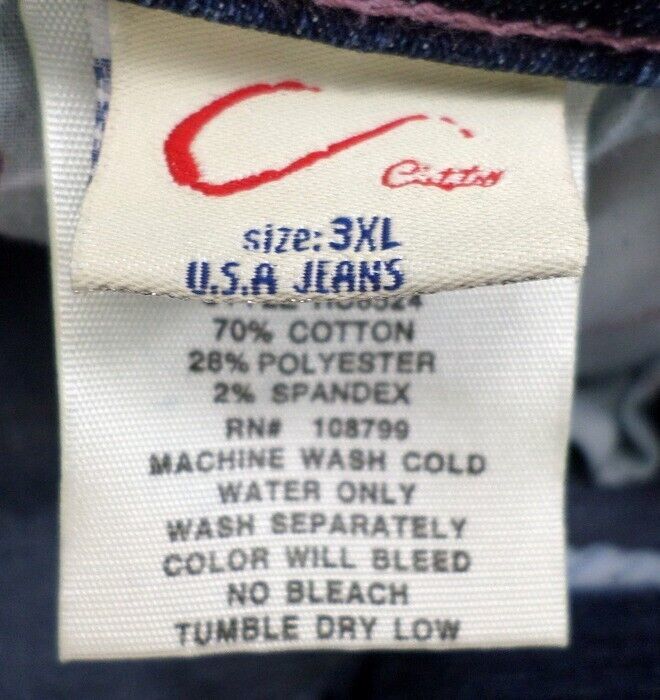 size: 3XL
U.S.A JEANS
70% COTTON
28% POLYESTER
2% SPANDEX
RN# 108799
MACHINE WASH COLD
WATER ONLY
WASH SEPARATELY
COLOR WILL BLEED
NO BLEACH
TUMBLE DRY LOW